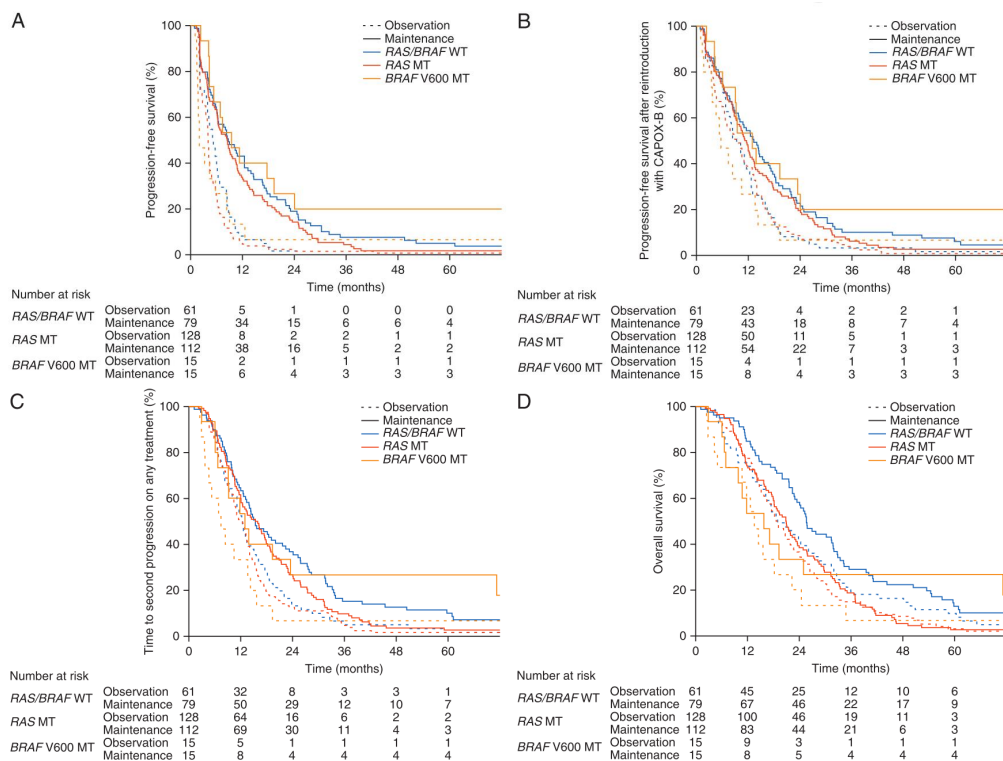 A
Progression-free survival (%)
100
80
60
40
20
0
Observation
Maintenance
RAS/BRAF WT
RAS MT
BRAF V600 MT
0 12 24 36 48 60
Time (months)
Number at risk
RAS/BRAF WT Observation 61 5 1 0 0 0
Maintenance 79 34 15 6 6 4
RAS MT Observation 128 8 2 2 1 1
Maintenance 112 38 16 5 2 2
BRAF V600 MT Observation 15 2 1 1 1 1
Maintenance 15 6 4 3 3 3
B
Progression-free survival after reintroduction
with CAPOX-B (%)
100
80
60
40
20
0
Observation
Maintenance
RAS/BRAF WT
RAS MT
BRAF V600 MT
0 12 24 36 48 60
Time (months)
Number at risk
RAS/BRAF WT Observation 61 23 4 2 2 1
Maintenance 79 43 18 8 7 4
RAS MT Observation 128 50 11 5 1 1
Maintenance 112 54 22 7 3 3
BRAF V600 MT Observation 15 4 1 1 1 1
Maintenance 15 8 4 3 3 3
C
Time to second progression on any treatment (%)
100
80
60
40
20
0
Observation
Maintenance
RAS/BRAF WT
RAS MT
BRAF V600 MT
0 12 24 36 48 60
Time (months)
Number at risk
RAS/BRAF WT Observation 61 32 8 3 3 1
Maintenance 79 50 29 12 10 7
RAS MT Observation 128 64 16 6 2 2
Maintenance 112 69 30 11 4 3
BRAF V600 MT Observation 15 5 1 1 1 1
Maintenance 15 8 4 4 4 4
D
Overall survival (%)
100
80
60
40
20
0
Observation
Maintenance
RAS/BRAF WT
RAS MT
BRAF V600 MT
0 12 24 36 48 60
Time (months)
Number at risk
RAS/BRAF WT Observation 61 45 25 12 10 6
Maintenance 79 67 46 22 17 9
RAS MT Observation 128 100 46 19 11 3
Maintenance 112 83 44 21 6 3
BRAF V600 MT Observation 15 9 3 1 1 1
Maintenance 15 8 5 4 4 4